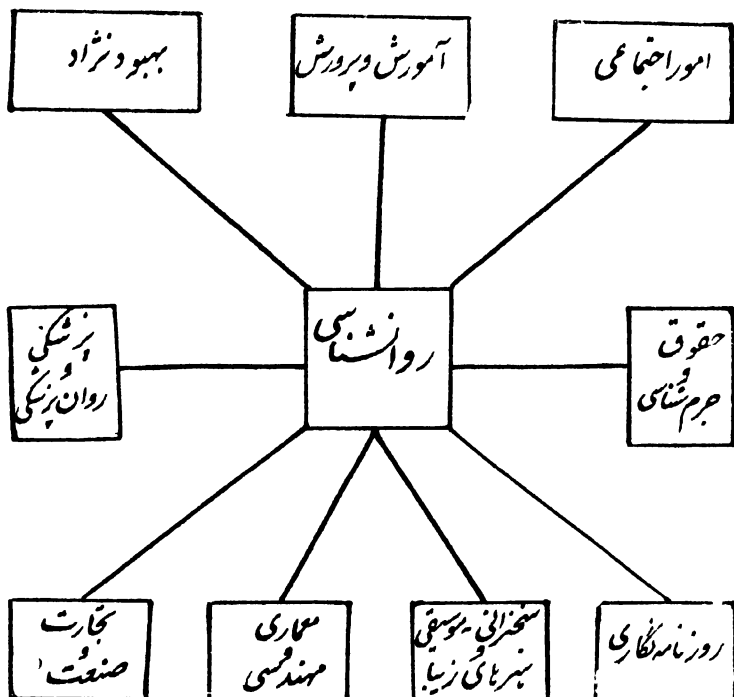 امور اجتماعی
آموزش و پرورش
بهبود نژاد
حقوق
و
جرم شناسی
روانشناسی
پزشکی
و
روان پزشکی
روزنامه نگاری
سخنرانی - موسیقی
و
هنرهای زیبا
معماری
و
مهندسی
تجارت
و
صنعت